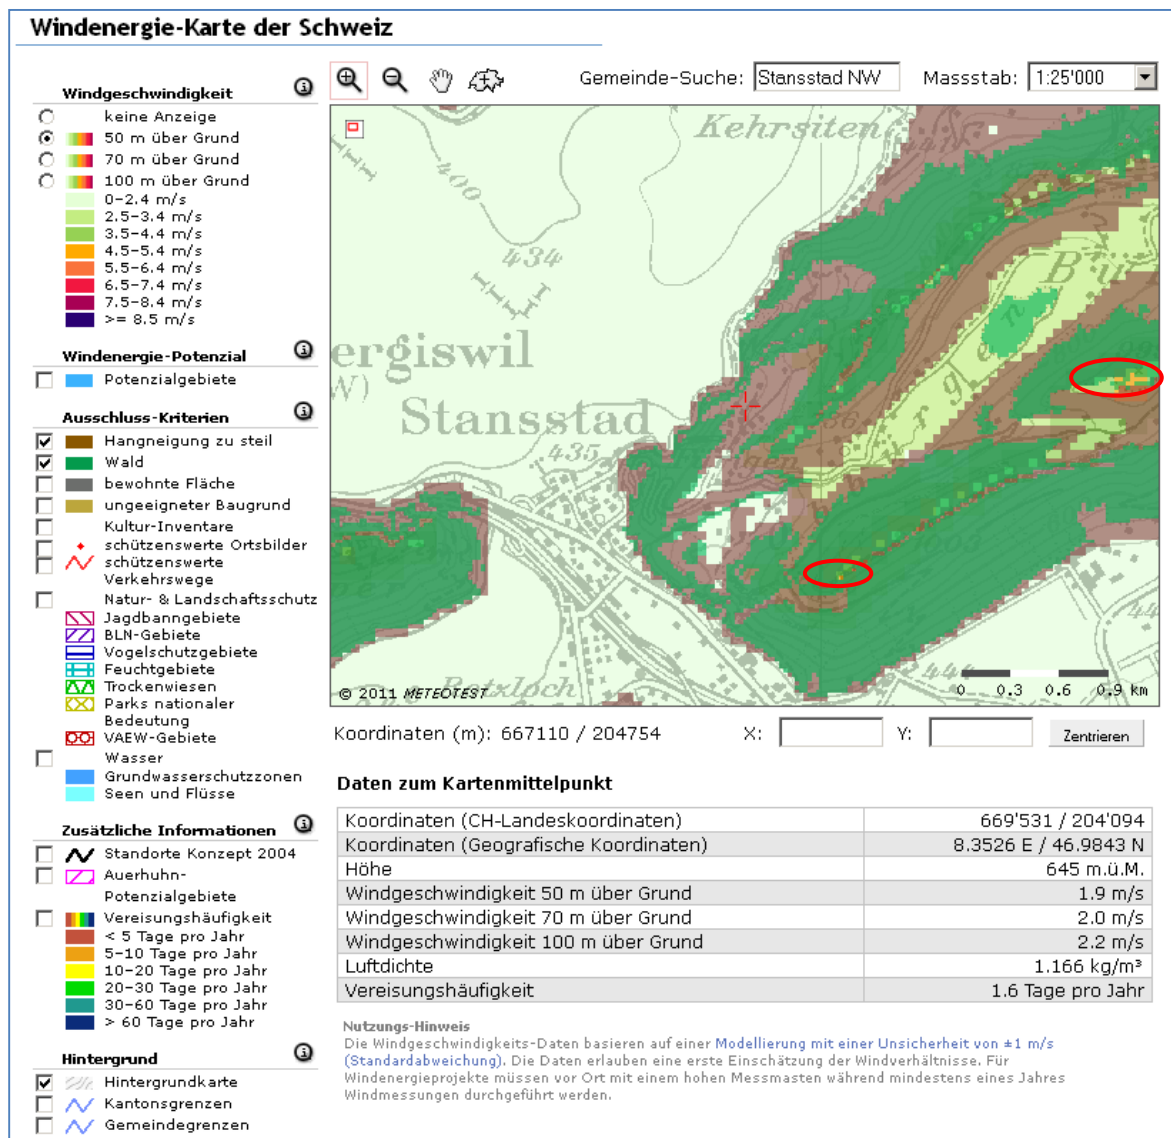 Windenergie-Karte der Schweiz
Windgeschwindigkeit
keine Anzeige
50 m über Grund
70 m über Grund
100 m über Grund
0-2.4 m/s
2.5-3.4 m/s
3.5-4.4 m/s
4.5-5.4 m/s
5.5-6.4 m/s
6.5-7.4 m/s
7.5-8.4 m/s
>= 8.5 m/s
Windenergie-Potenzial
Potenzialgebiete
Ausschluss-Kriterien
Hangneigung zu steil
Wald
bewohnte Fläche
ungeeigneter Baugrund
Kultur-Inventare
schützenswerte Ortsbilder
schützenswerte
Verkehrswege
Natur- & Landschaftsschutz
Jagdbanngebiete
BLN-Gebiete
Vogelschutzgebiete
Feuchtgebiete
Trockenwiesen
Parks nationaler
Bedeutung
VAEW-Gebiete
Wasser
Grundwasserschutzzonen
Seen und Flüsse
Zusätzliche Informationen
Standorte Konzept 2004
Auerhuhn-
Potenzialgebiete
Vereisungshäufigkeit
< 5 Tage pro Jahr
5-10 Tage pro Jahr
10-20 Tage pro Jahr
20-30 Tage pro Jahr
30-60 Tage pro Jahr
> 60 Tage pro Jahr
Hintergrund
Hintergrundkarte
Kantonsgrenzen
Gemeindegrenzen
Gemeinde-Suche: Stansstad NW Massstab: 1:25'000
Kehrsiten
400
434
ergiswil
W)
Stansstad
435
B ü r g e n
444
Rotzloch
© 2011 METEOTEST
0 0.3 0.6 0.9 km
Koordinaten (m): 667110 / 204754 X: Y: Zentrieren
Daten zum Kartenmittelpunkt
Koordinaten (CH-Landeskoordinaten) 669'531 / 204'094
Koordinaten (Geografische Koordinaten) 8.3526 E / 46.9843 N
Höhe 645 m.ü.M.
Windgeschwindigkeit 50 m über Grund 1.9 m/s
Windgeschwindigkeit 70 m über Grund 2.0 m/s
Windgeschwindigkeit 100 m über Grund 2.2 m/s
Luftdichte 1.166 kg/m³
Vereisungshäufigkeit 1.6 Tage pro Jahr
Nutzungs-Hinweis
Die Windgeschwindigkeits-Daten basieren auf einer Modellierung mit einer Unsicherheit von ±1 m/s
(Standardabweichung). Die Daten erlauben eine erste Einschätzung der Windverhältnisse. Für
Windenergieprojekte müssen vor Ort mit einem hohen Messmasten während mindestens eines Jahres
Windmessungen durchgeführt werden.